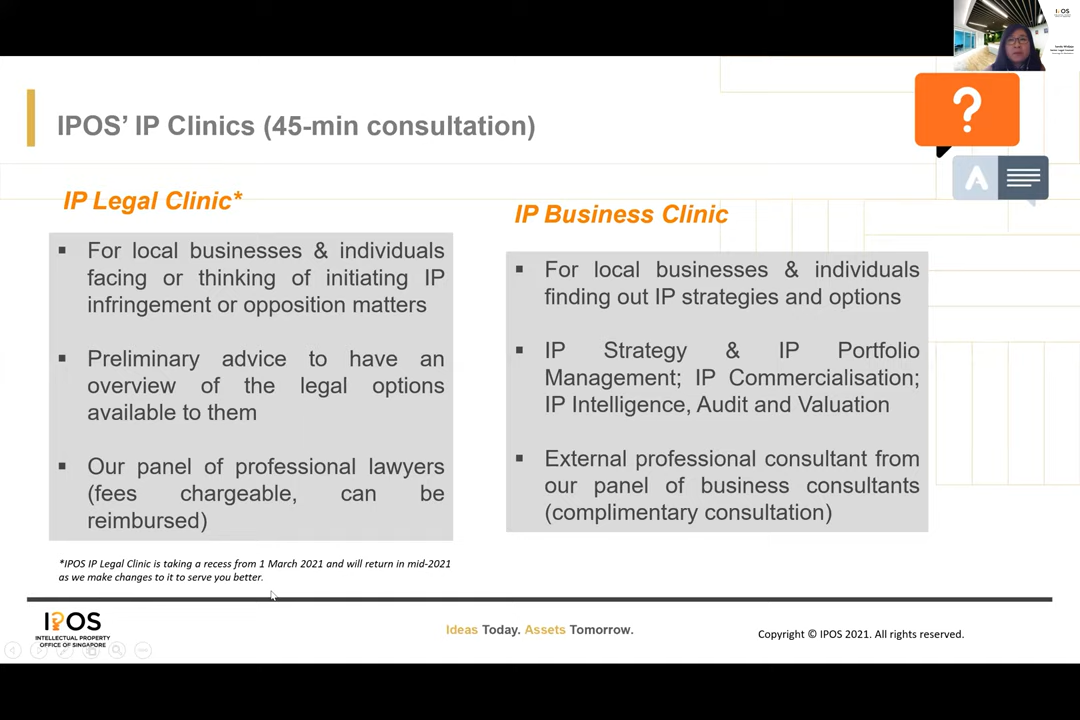 IPOS
IPOS' IP Clinics (45-min consultation)
?
A
IP Legal Clinic*
▪ For local businesses & individuals
facing or thinking of initiating IP
infringement or opposition matters
▪ Preliminary advice to have an
overview of the legal options
available to them
▪ Our panel of professional lawyers
(fees chargeable, can be
reimbursed)
*IPOS IP Legal Clinic is taking a recess from 1 March 2021 and will return in mid-2021
as we make changes to it to serve you better.
IP Business Clinic
▪ For local businesses & individuals
finding out IP strategies and options
▪ IP Strategy & IP Portfolio
Management; IP Commercialisation;
IP Intelligence, Audit and Valuation
▪ External professional consultant from
our panel of business consultants
(complimentary consultation)
IPOS
INTELLECTUAL PROPERTY
OFFICE OF SINGAPORE
Ideas Today. Assets Tomorrow.
Copyright © IPOS 2021. All rights reserved.